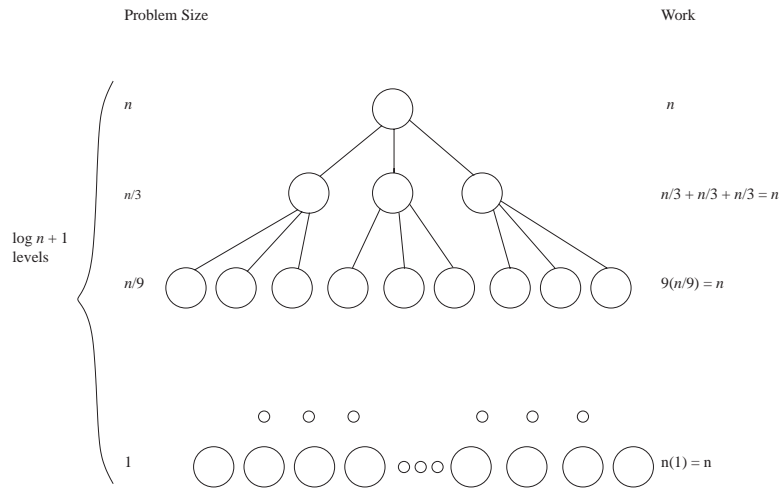 Problem Size
Work
n
n
n/3
n/3 + n/3 + n/3 = n
log n + 1
levels
n/9
9(n/9) = n
1
n(1) = n